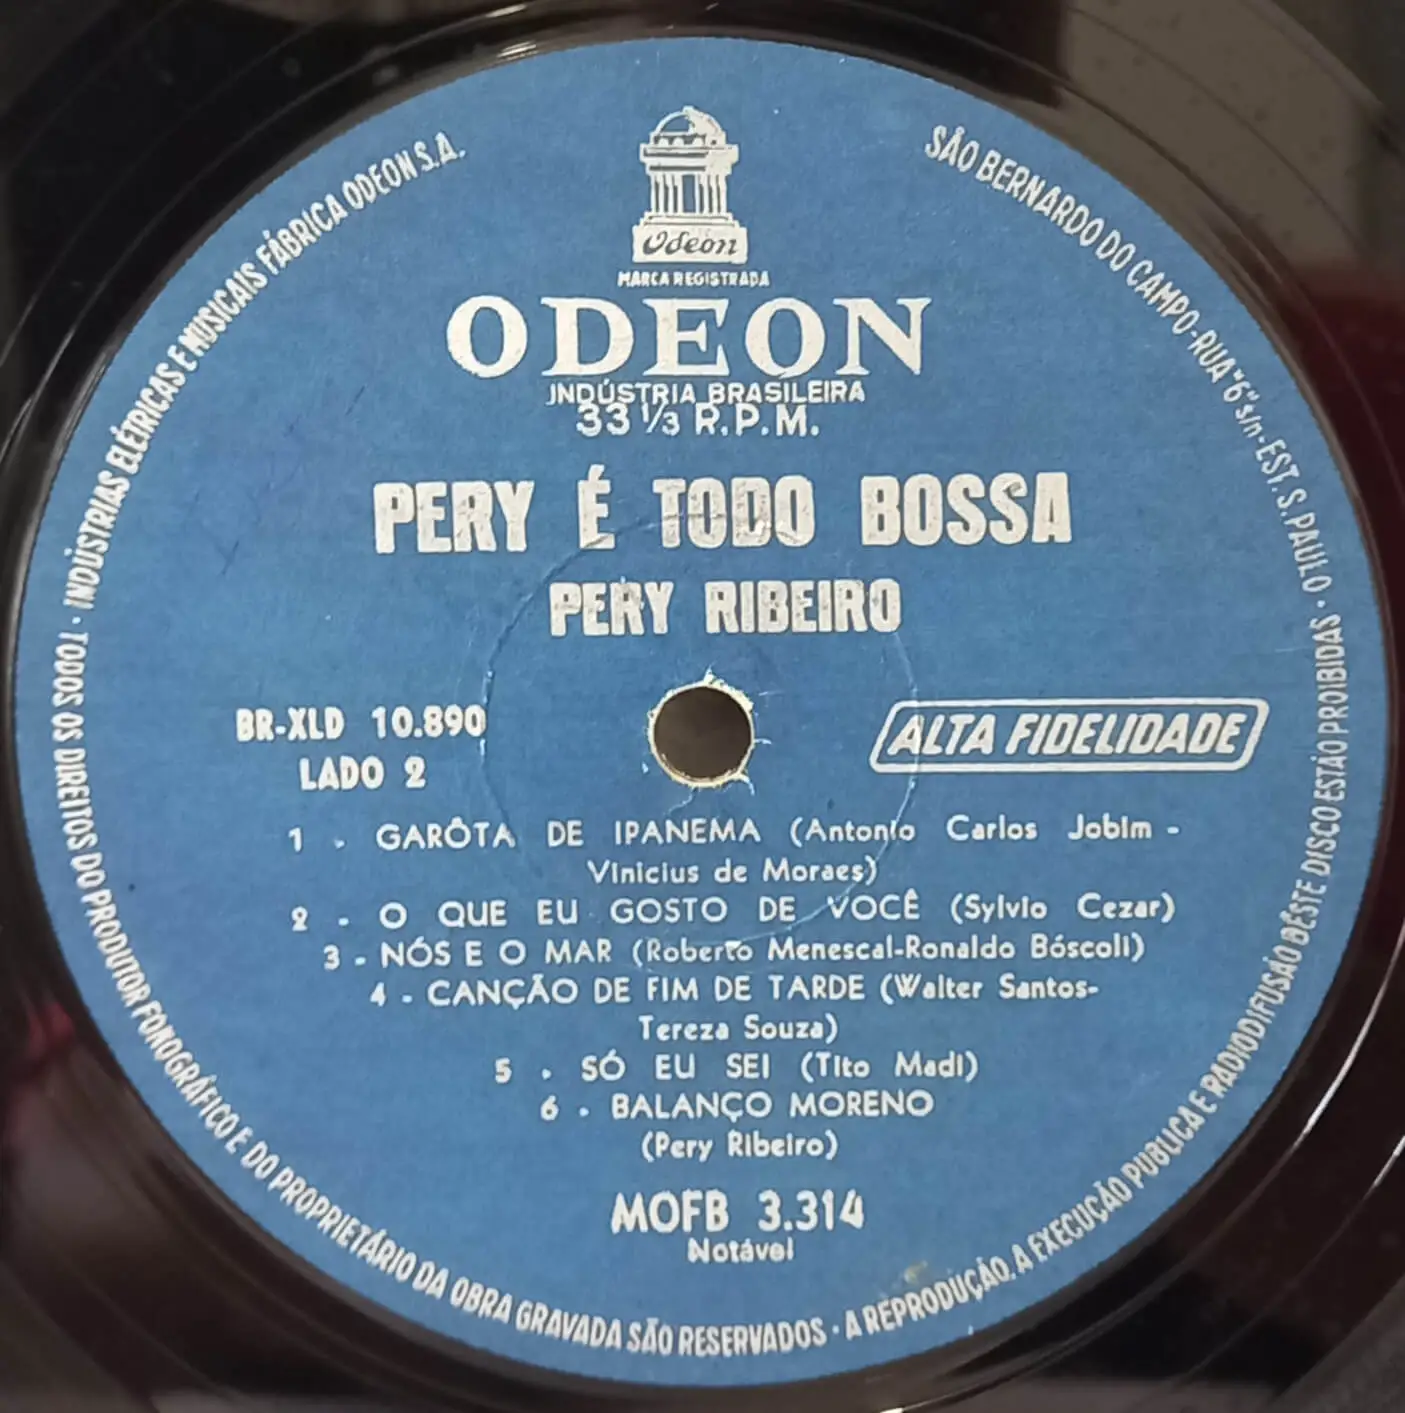 Odeon
MARCA REGISTRADA
ODEON
INDÚSTRIA BRASILEIRA
33 1/3 R.P.M.
PERY É TODO BOSSA
PERY RIBEIRO
BR-XLD 10.890
LADO 2
ALTA FIDELIDADE
1 - GARÔTA DE IPANEMA (Antonio Carlos Jobim -
Vinicius de Moraes)
2 - O QUE EU GOSTO DE VOCÊ (Sylvio Cezar)
3 - NÓS E O MAR (Roberto Menescal-Ronaldo Bóscoli)
4 - CANÇÃO DE FIM DE TARDE (Walter Santos-
Tereza Souza)
5 - SÓ EU SEI (Tito Madi)
6 - BALANÇO MORENO
(Pery Ribeiro)
MOFB 3.314
Notável
INDÚSTRIAS ELÉTRICAS E MUSICAIS FÁBRICA ODEON S.A.
SÃO BERNARDO DO CAMPO-RUA "6" s/n-EST. S. PAULO
TODOS OS DIREITOS DO PRODUTOR FONOGRÁFICO E DO PROPRIETÁRIO DA OBRA GRAVADA SÃO RESERVADOS · A REPRODUÇÃO, A EXECUÇÃO PUBLICA E RADIODIFUSÃO DÊSTE DISCO ESTÃO PROIBIDAS ·